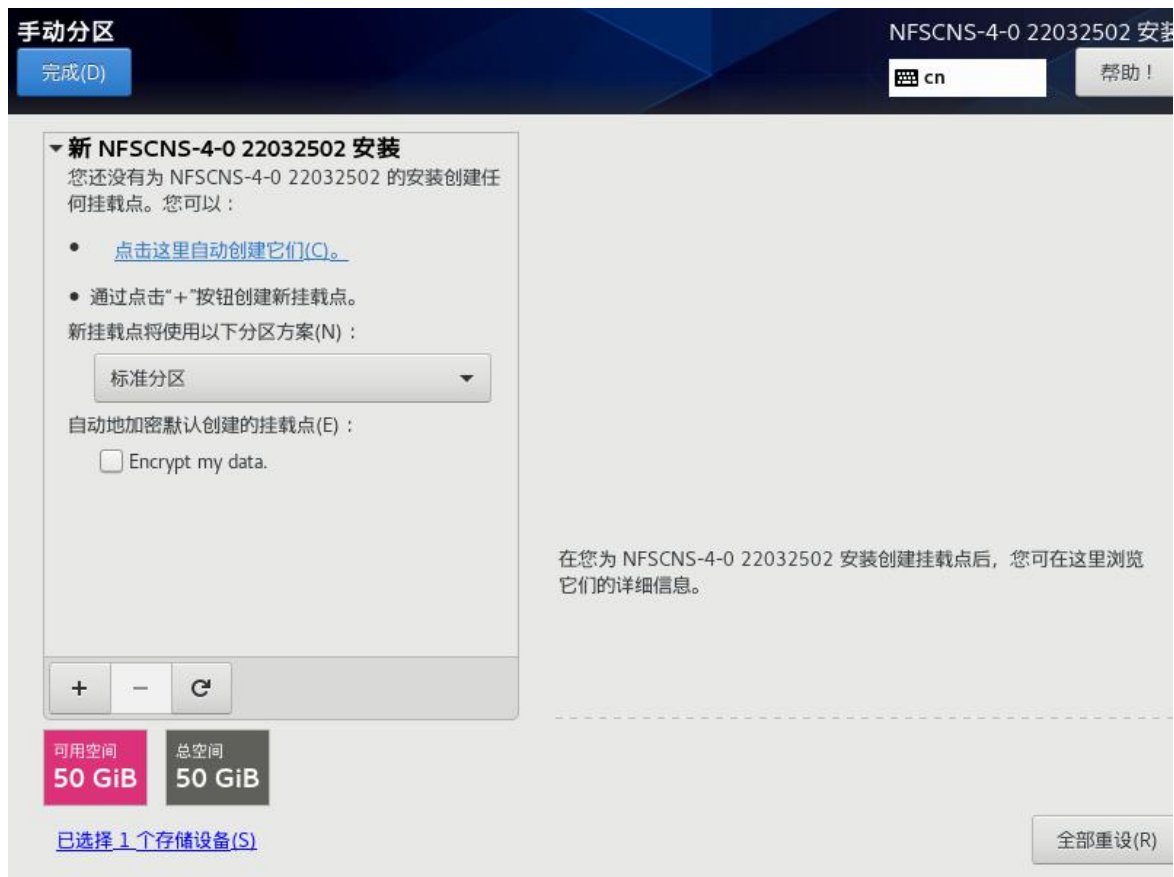 手动分区
NFSCNS-4-0 22032502 安装
完成(D)
cn
帮助！
新 NFSCNS-4-0 22032502 安装
您还没有为 NFSCNS-4-0 22032502 的安装创建任
何挂载点。您可以：
• 点击这里自动创建它们(C)。
• 通过点击“+”按钮创建新挂载点。
新挂载点将使用以下分区方案(N)：
标准分区
自动地加密默认创建的挂载点(E)：
Encrypt my data.
在您为 NFSCNS-4-0 22032502 安装创建挂载点后，您可在这里浏览
它们的详细信息。
+ −
可用空间
50 GiB
总空间
50 GiB
已选择 1 个存储设备(S)
全部重设(R)